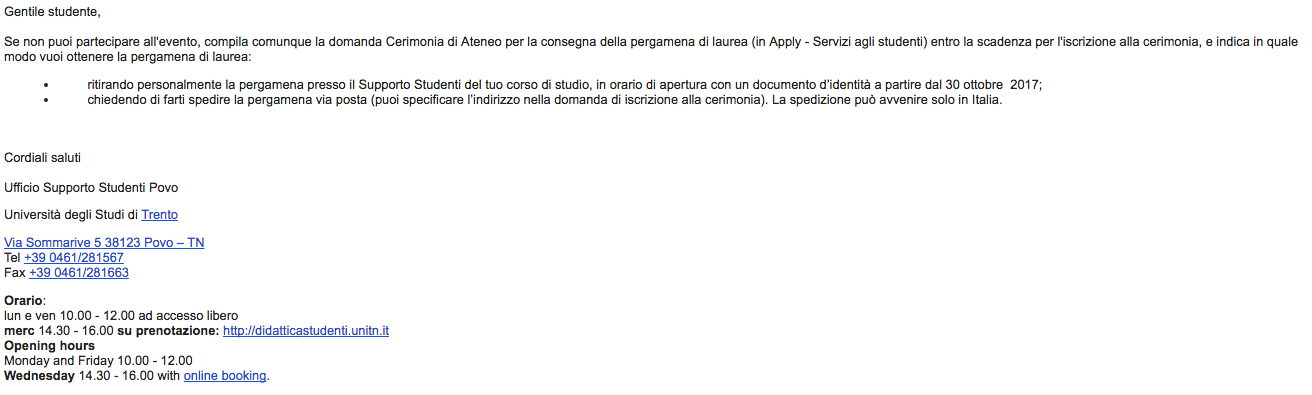 Gentile studente,
Se non puoi partecipare all'evento, compila comunque la domanda Cerimonia di Ateneo per la consegna della pergamena di laurea (in Apply - Servizi agli studenti) entro la scadenza per l'iscrizione alla cerimonia, e indica in quale
modo vuoi ottenere la pergamena di laurea:
• ritirando personalmente la pergamena presso il Supporto Studenti del tuo corso di studio, in orario di apertura con un documento d'identità a partire dal 30 ottobre 2017;
• chiedendo di farti spedire la pergamena via posta (puoi specificare l'indirizzo nella domanda di iscrizione alla cerimonia). La spedizione può avvenire solo in Italia.
Cordiali saluti
Ufficio Supporto Studenti Povo
Università degli Studi di Trento
Via Sommarive 5 38123 Povo – TN
Tel +39 0461/281567
Fax +39 0461/281663
Orario:
lun e ven 10.00 - 12.00 ad accesso libero
merc 14.30 - 16.00 su prenotazione: http://didatticastudenti.unitn.it
Opening hours
Monday and Friday 10.00 - 12.00
Wednesday 14.30 - 16.00 with online booking.